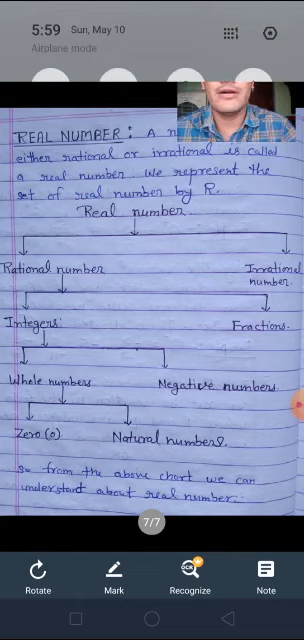 5:59 Sun, May 10
Airplane mode
REAL NUMBER : A
either rational or irrational is called
a real number. We represent the
set of real number by R.
Real number
Rational number
Irrational
number.
Integers
Fractions.
Whole numbers
Negative numbers.
Zero (0)
Natural numbers.
So from the above chart we can
understand about real number.
7/7
OCR
Rotate
Mark
Recognize
Note